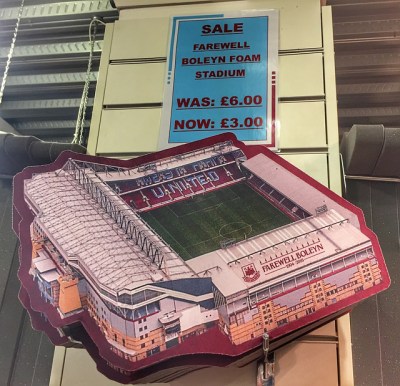 SALE
FAREWELL
BOLEYN FOAM
STADIUM
WAS: £6.00
NOW: £3.00
UNITED
FAREWELL BOLEYN